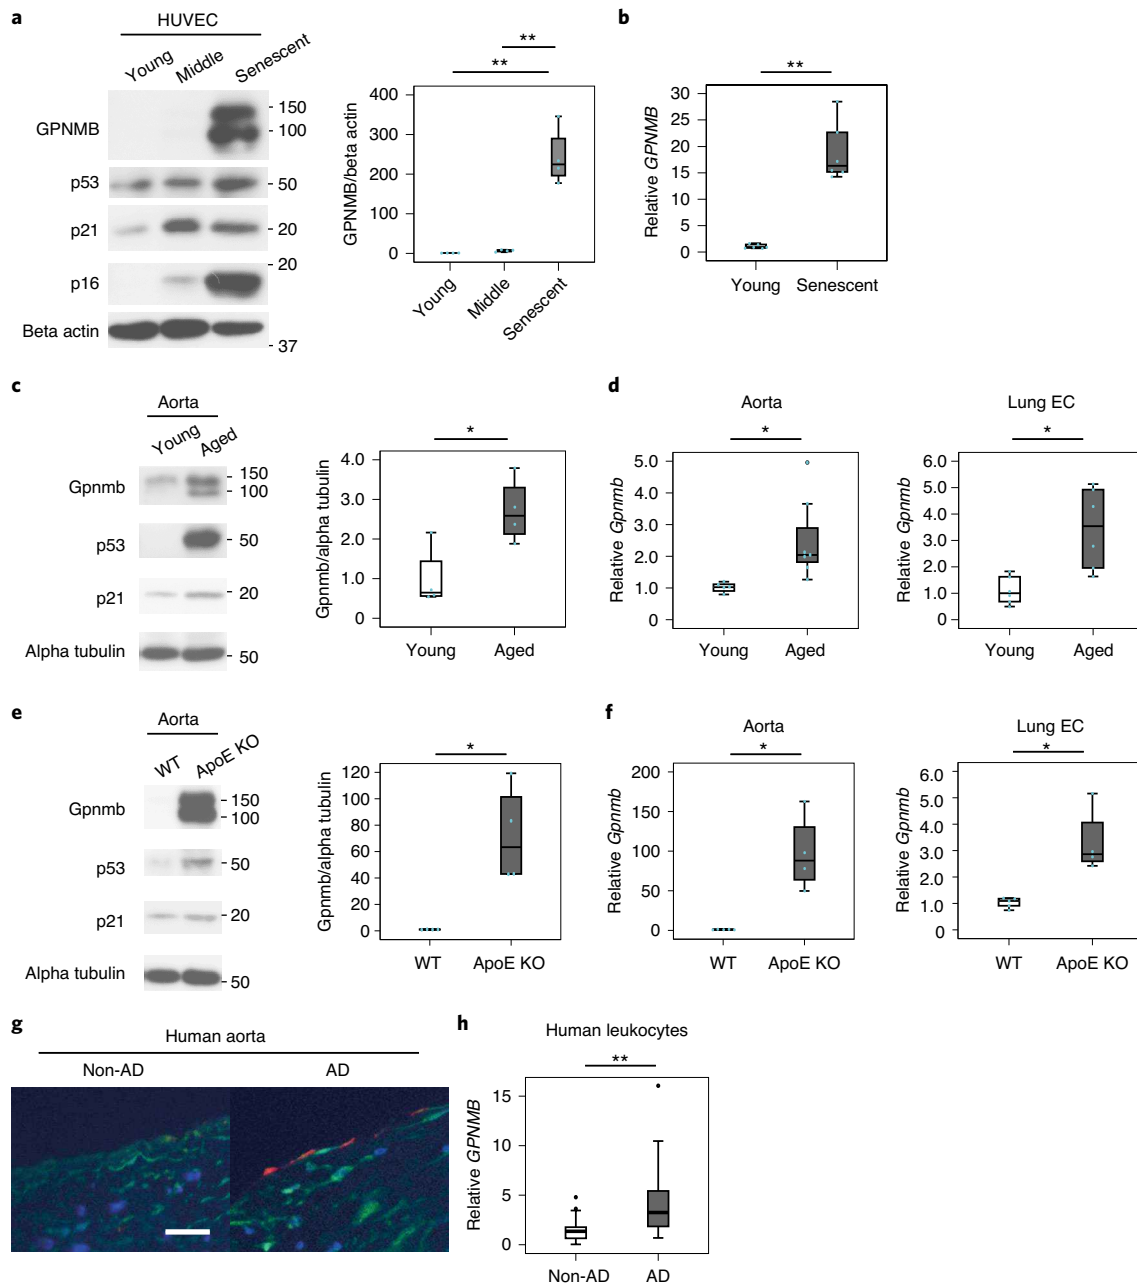 a
HUVEC
Young Middle Senescent
GPNMB
150
100
p53
50
p21
20
p16
20
Beta actin
37
** 
**
GPNMB/beta actin
400
300
200
100
0
Young Middle Senescent
b
**
Relative GPNMB
30
25
20
15
10
5
0
Young Senescent
c
Aorta
Young Aged
Gpnmb
150
100
p53
50
p21
20
Alpha tubulin
50
*
Gpnmb/alpha tubulin
4.0
3.0
2.0
1.0
0
Young Aged
d
Aorta
*
Relative Gpnmb
5.0
4.0
3.0
2.0
1.0
0
Young Aged
Lung EC
*
Relative Gpnmb
6.0
5.0
4.0
3.0
2.0
1.0
0
Young Aged
e
Aorta
WT ApoE KO
Gpnmb
150
100
p53
50
p21
20
Alpha tubulin
50
*
Gpnmb/alpha tubulin
120
100
80
60
40
20
0
WT ApoE KO
f
Aorta
*
Relative Gpnmb
200
150
100
50
0
WT ApoE KO
Lung EC
*
Relative Gpnmb
6.0
5.0
4.0
3.0
2.0
1.0
0
WT ApoE KO
g
Human aorta
Non-AD AD
h
Human leukocytes
**
Relative GPNMB
15
10
5
0
Non-AD AD